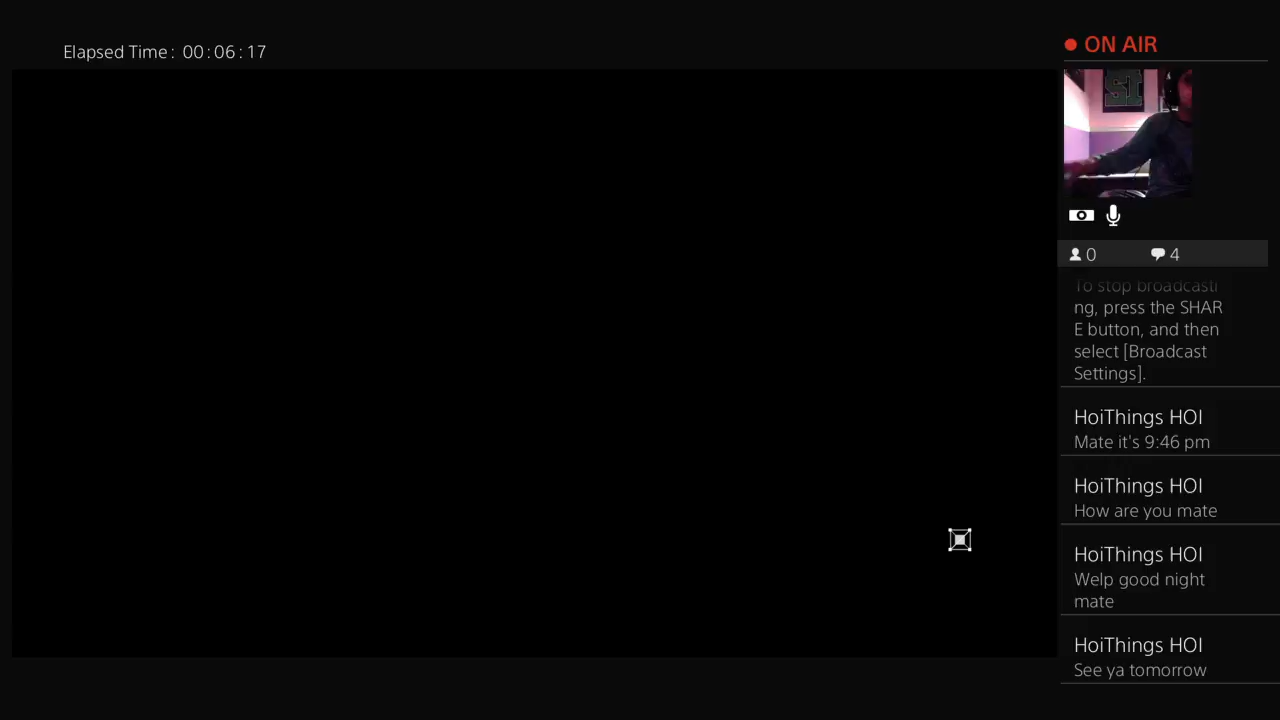 Elapsed Time: 00:06:17
ON AIR
SI
0 4
To stop broadcasti
ng, press the SHAR
E button, and then
select [Broadcast
Settings].
HoiThings HOI
Mate it's 9:46 pm
HoiThings HOI
How are you mate
HoiThings HOI
Welp good night
mate
HoiThings HOI
See ya tomorrow